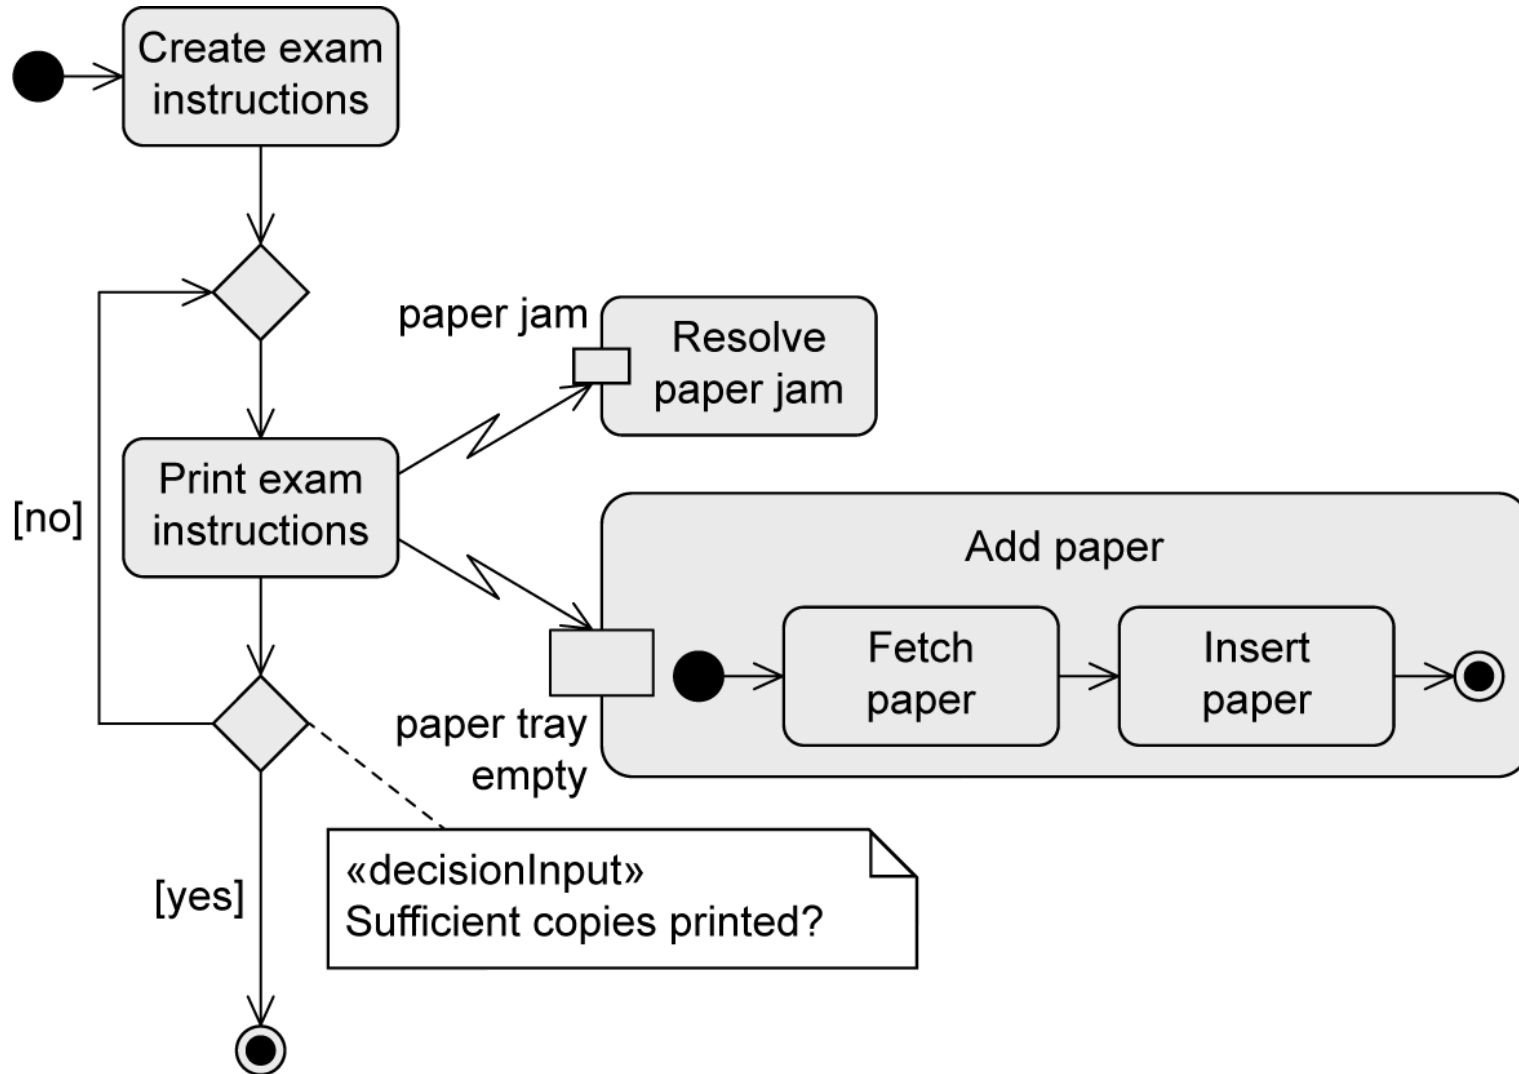 Create exam
instructions
paper jam
Resolve
paper jam
Print exam
instructions
[no]
Add paper
Fetch
paper
Insert
paper
paper tray
empty
«decisionInput»
Sufficient copies printed?
[yes]